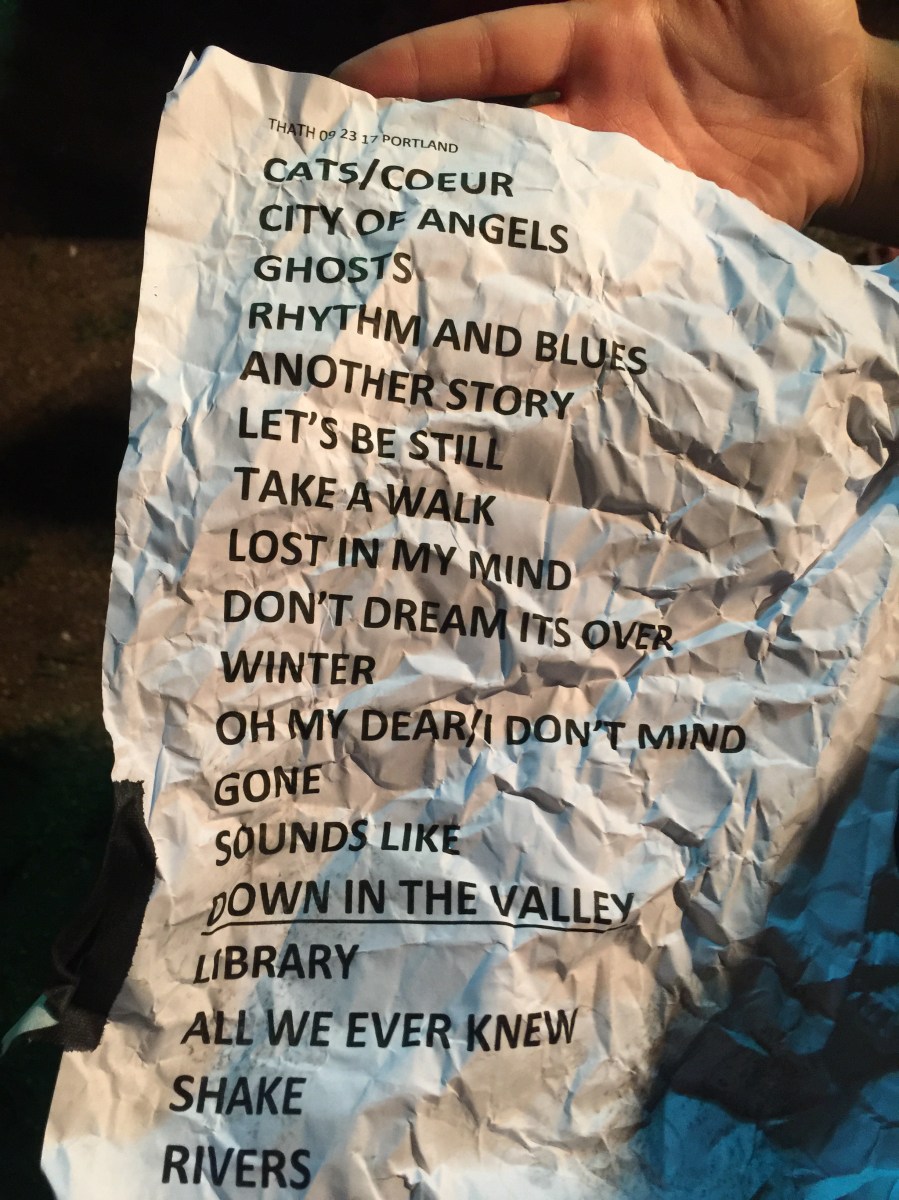 THATH 09 23 17 PORTLAND
CATS/COEUR
CITY OF ANGELS
GHOSTS
RHYTHM AND BLUES
ANOTHER STORY
LET'S BE STILL
TAKE A WALK
LOST IN MY MIND
DON'T DREAM ITS OVER
WINTER
OH MY DEAR/I DON'T MIND
GONE
SOUNDS LIKE
DOWN IN THE VALLEY
LIBRARY
ALL WE EVER KNEW
SHAKE
RIVERS